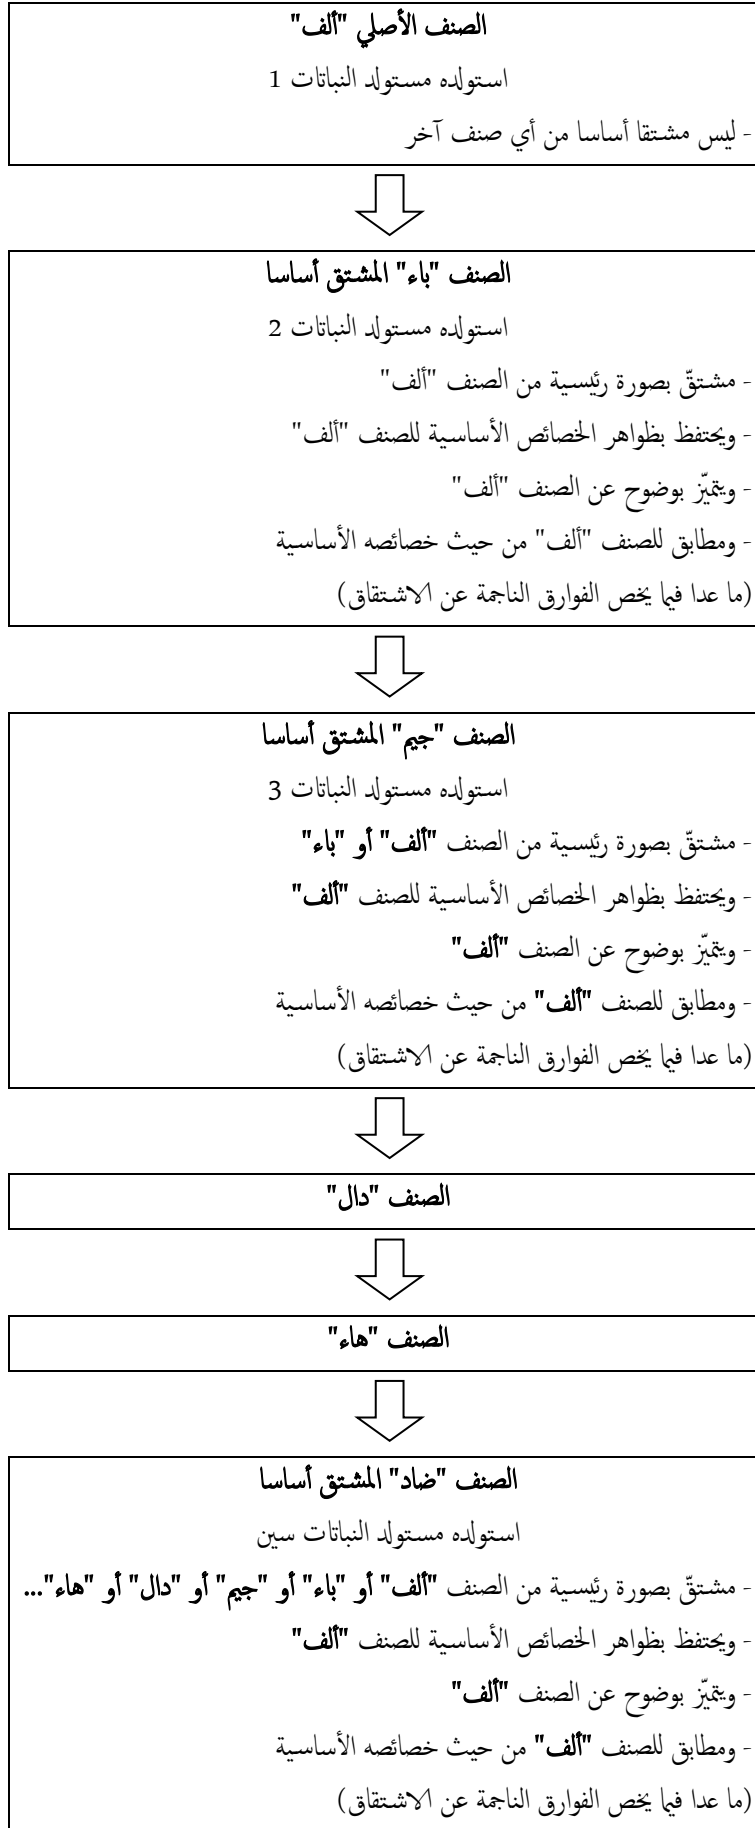 الصنف الأصلي "ألف"
استولده مستولد النباتات 1
- ليس مشتقا أساسا من أي صنف آخر
الصنف "باء" المشتق أساسا
استولده مستولد النباتات 2
- مشتقّ بصورة رئيسية من الصنف "ألف"
- ويحتفظ بظواهر الخصائص الأساسية للصنف "ألف"
- ويتميّز بوضوح عن الصنف "ألف"
- ومطابق للصنف "ألف" من حيث خصائصه الأساسية
(ما عدا فيما يخص الفوارق الناجمة عن الاشتقاق)
الصنف "جيم" المشتق أساسا
استولده مستولد النباتات 3
- مشتقّ بصورة رئيسية من الصنف "ألف" أو "باء"
- ويحتفظ بظواهر الخصائص الأساسية للصنف "ألف"
- ويتميّز بوضوح عن الصنف "ألف"
- ومطابق للصنف "ألف" من حيث خصائصه الأساسية
(ما عدا فيما يخص الفوارق الناجمة عن الاشتقاق)
الصنف "دال"
الصنف "هاء"
الصنف "ضاد" المشتق أساسا
استولده مستولد النباتات سين
- مشتقّ بصورة رئيسية من الصنف "ألف" أو "باء" أو "جيم" أو "دال" أو "هاء"...
- ويحتفظ بظواهر الخصائص الأساسية للصنف "ألف"
- ويتميّز بوضوح عن الصنف "ألف"
- ومطابق للصنف "ألف" من حيث خصائصه الأساسية
(ما عدا فيما يخص الفوارق الناجمة عن الاشتقاق)